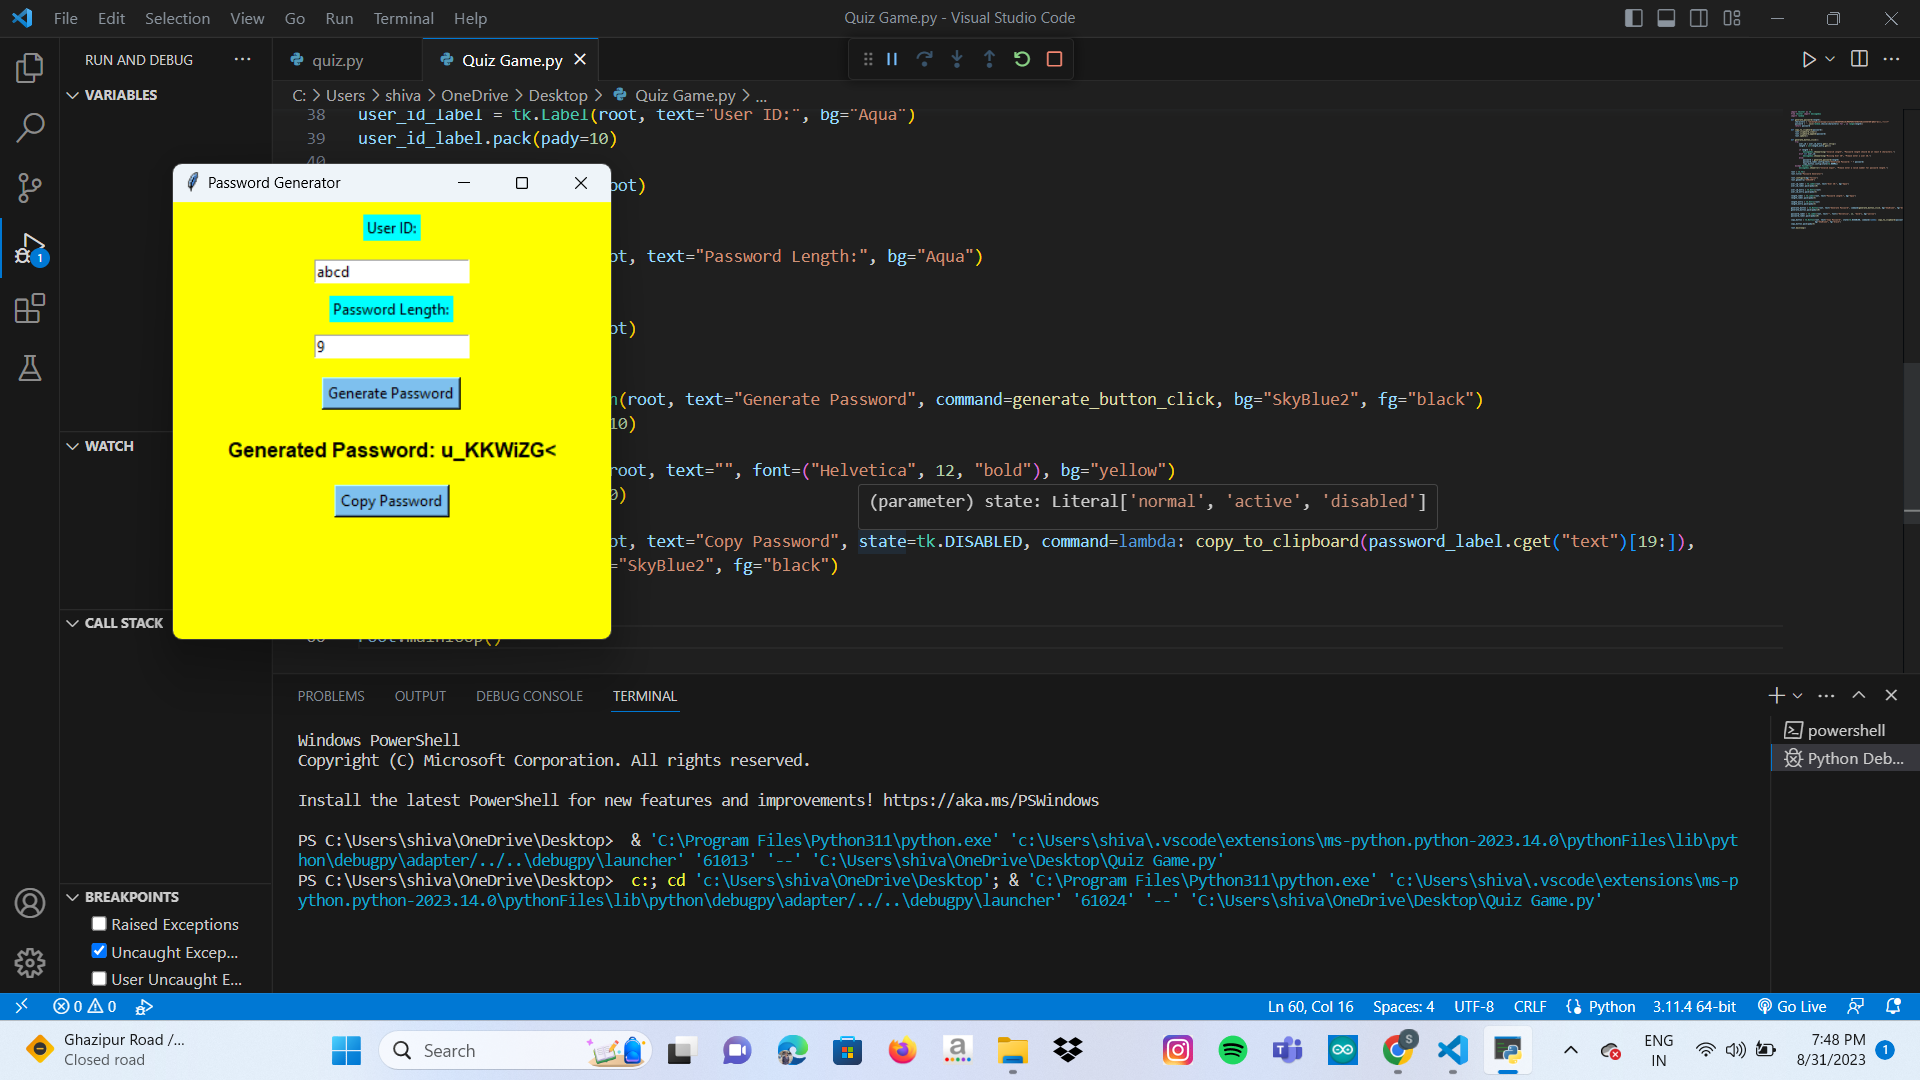 File Edit Selection View Go Run Terminal Help
Quiz Game.py - Visual Studio Code
RUN AND DEBUG
quiz.py
Quiz Game.py
C: > Users > shiva > OneDrive > Desktop > Quiz Game.py > ...
VARIABLES
38 user_id_label = tk.Label(root, text="User ID:", bg="Aqua")
39 user_id_label.pack(pady=10)
40
oot)
ot, text="Password Length:", bg="Aqua")
ot)
n(root, text="Generate Password", command=generate_button_click, bg="SkyBlue2", fg="black")
10)
root, text="", font=("Helvetica", 12, "bold"), bg="yellow")
0)
(parameter) state: Literal['normal', 'active', 'disabled']
ot, text="Copy Password", state=tk.DISABLED, command=lambda: copy_to_clipboard(password_label.cget("text")[19:]),
="SkyBlue2", fg="black")
root.mainloop()
Password Generator
User ID:
abcd
Password Length:
9
Generate Password
Generated Password: u_KKWiZG<
Copy Password
WATCH
CALL STACK
BREAKPOINTS
Raised Exceptions
Uncaught Excep...
User Uncaught E...
1
PROBLEMS OUTPUT DEBUG CONSOLE TERMINAL
Windows PowerShell
Copyright (C) Microsoft Corporation. All rights reserved.
Install the latest PowerShell for new features and improvements! https://aka.ms/PSWindows
PS C:\Users\shiva\OneDrive\Desktop>  & 'C:\Program Files\Python311\python.exe' 'c:\Users\shiva\.vscode\extensions\ms-python.python-2023.14.0\pythonFiles\lib\pyt
hon\debugpy\adapter/../..\debugpy\launcher' '61013' '--' 'C:\Users\shiva\OneDrive\Desktop\Quiz Game.py'
PS C:\Users\shiva\OneDrive\Desktop>  c:; cd 'c:\Users\shiva\OneDrive\Desktop'; & 'C:\Program Files\Python311\python.exe' 'c:\Users\shiva\.vscode\extensions\ms-p
ython.python-2023.14.0\pythonFiles\lib\python\debugpy\adapter/../..\debugpy\launcher' '61024' '--' 'C:\Users\shiva\OneDrive\Desktop\Quiz Game.py'
powershell
Python Deb...
0 0
Ln 60, Col 16 Spaces: 4 UTF-8 CRLF Python 3.11.4 64-bit Go Live
Ghazipur Road /...
Closed road
Search
S
ENG
IN
7:48 PM
8/31/2023
1